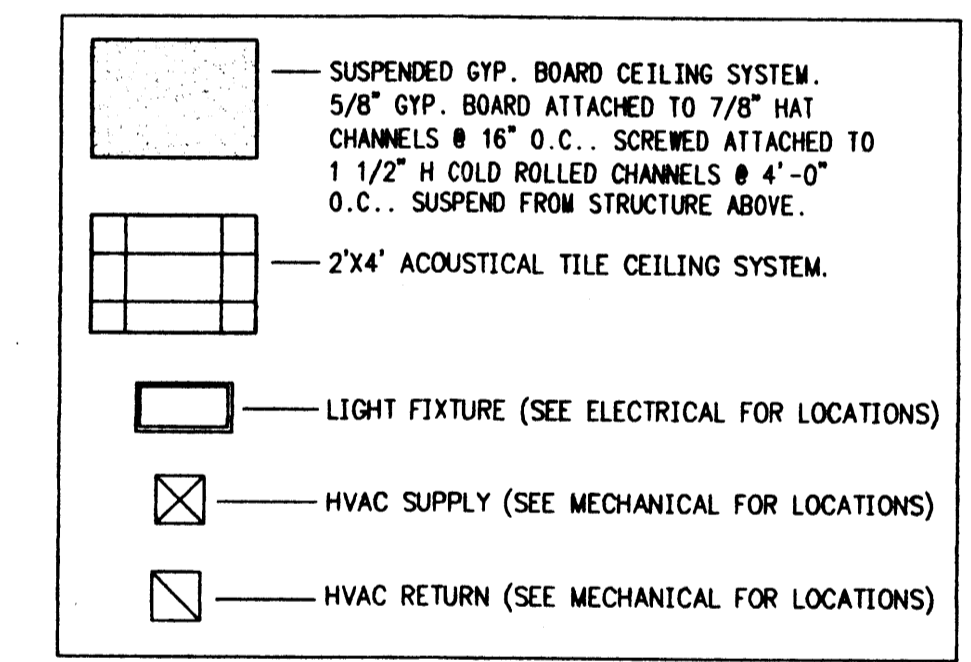 SUSPENDED GYP. BOARD CEILING SYSTEM.
5/8" GYP. BOARD ATTACHED TO 7/8" HAT
CHANNELS @ 16" O.C.. SCREWED ATTACHED TO
1 1/2" H COLD ROLLED CHANNELS @ 4'-0"
O.C.. SUSPEND FROM STRUCTURE ABOVE.
2'X4' ACOUSTICAL TILE CEILING SYSTEM.
LIGHT FIXTURE (SEE ELECTRICAL FOR LOCATIONS)
HVAC SUPPLY (SEE MECHANICAL FOR LOCATIONS)
HVAC RETURN (SEE MECHANICAL FOR LOCATIONS)